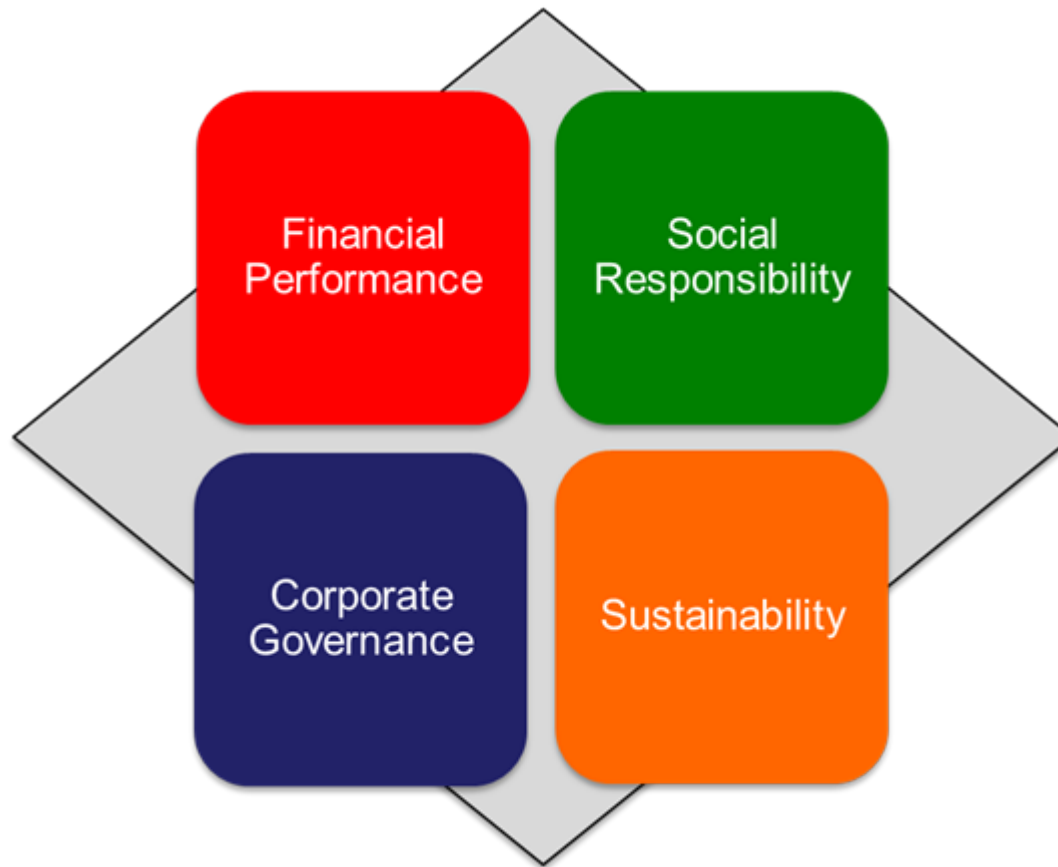 Financial
Performance
Social
Responsibility
Corporate
Governance
Sustainability